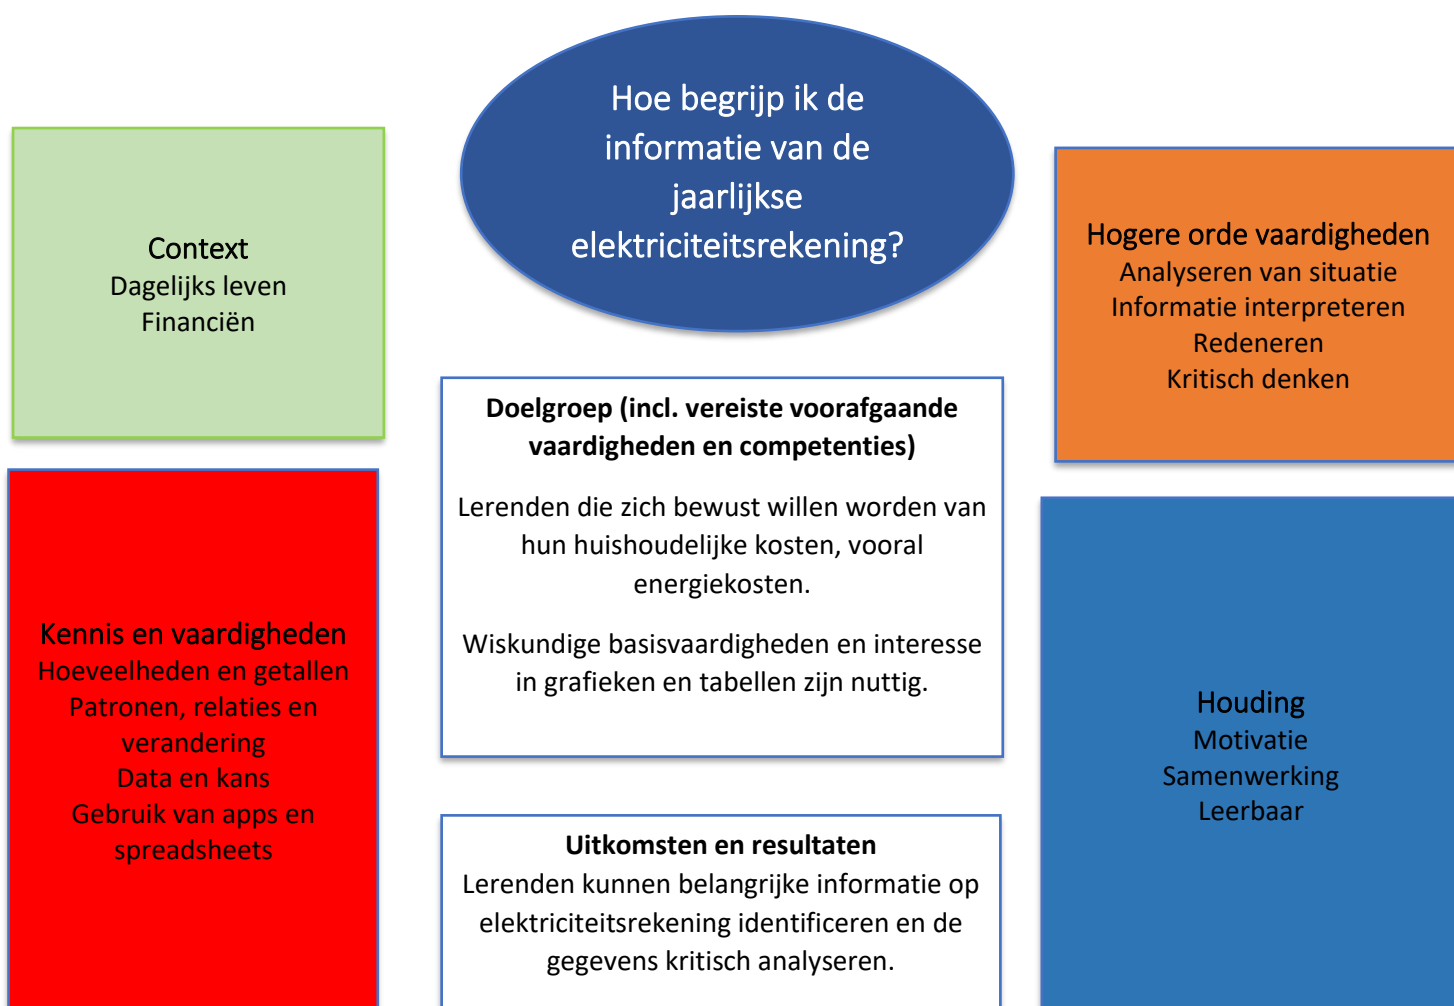 Hoe begrijp ik de
informatie van de
jaarlijkse
elektriciteitsrekening?
Context
Dagelijks leven
Financiën
Hogere orde vaardigheden
Analyseren van situatie
Informatie interpreteren
Redeneren
Kritisch denken
Doelgroep (incl. vereiste voorafgaande
vaardigheden en competenties)
Lerenden die zich bewust willen worden van
hun huishoudelijke kosten, vooral
energiekosten.
Wiskundige basisvaardigheden en interesse
in grafieken en tabellen zijn nuttig.
Kennis en vaardigheden
Hoeveelheden en getallen
Patronen, relaties en
verandering
Data en kans
Gebruik van apps en
spreadsheets
Houding
Motivatie
Samenwerking
Leerbaar
Uitkomsten en resultaten
Lerenden kunnen belangrijke informatie op
elektriciteitsrekening identificeren en de
gegevens kritisch analyseren.